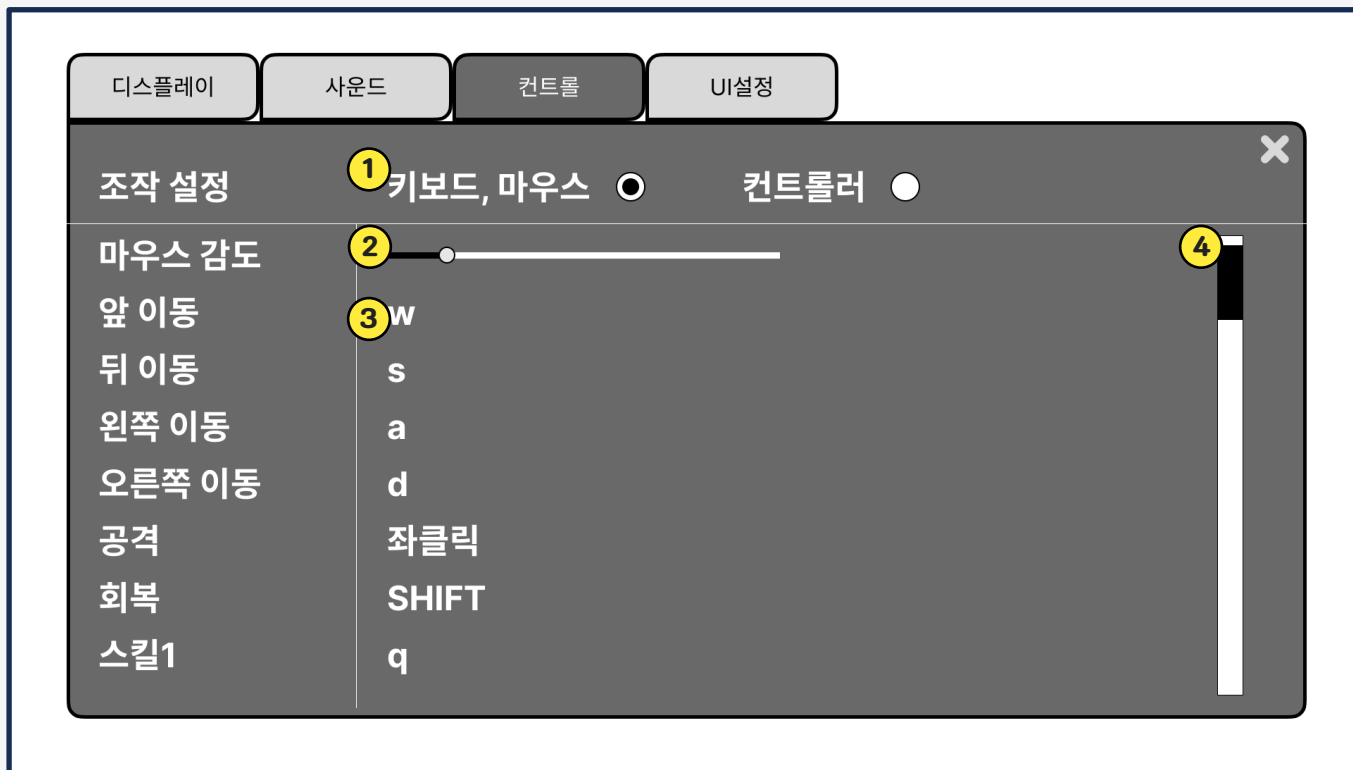 디스플레이 사운드 컨트롤 UI설정
조작 설정 1 키보드, 마우스 컨트롤러
마우스 감도 2 4
앞 이동 3 w
뒤 이동 s
왼쪽 이동 a
오른쪽 이동 d
공격 좌클릭
회복 SHIFT
스킬1 q